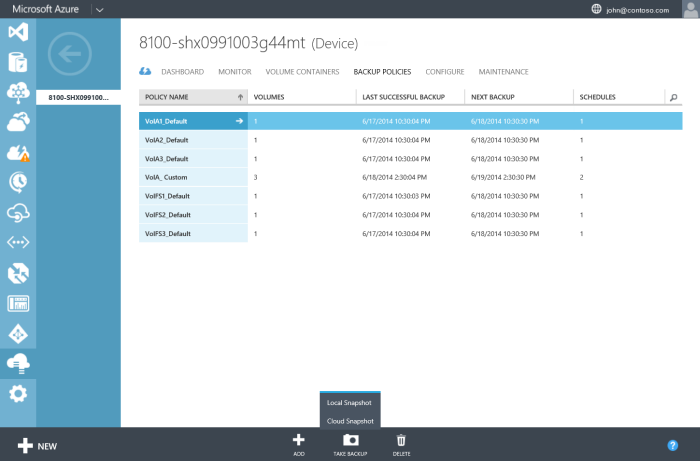 Microsoft Azure john@contoso.com
8100-shx0991003g44mt (Device)
DASHBOARD MONITOR VOLUME CONTAINERS BACKUP POLICIES CONFIGURE MAINTENANCE
8100-SHX099100...
POLICY NAME VOLUMES LAST SUCCESSFUL BACKUP NEXT BACKUP SCHEDULES
VolA1_Default 1 6/17/2014 10:30:04 PM 6/18/2014 10:30:30 PM 1
VolA2_Default 1 6/17/2014 10:30:04 PM 6/18/2014 10:30:30 PM 1
VolA3_Default 1 6/17/2014 10:30:04 PM 6/18/2014 10:30:30 PM 1
VolA_ Custom 3 6/18/2014 2:30:04 PM 6/19/2014 2:30:30 PM 2
VolFS1_Default 1 6/17/2014 10:30:03 PM 6/18/2014 10:30:30 PM 1
VolFS2_Default 1 6/17/2014 10:30:04 PM 6/18/2014 10:30:30 PM 1
VolFS3_Default 1 6/17/2014 10:30:04 PM 6/18/2014 10:30:30 PM 1
Local Snapshot
Cloud Snapshot
NEW
ADD TAKE BACKUP DELETE
?